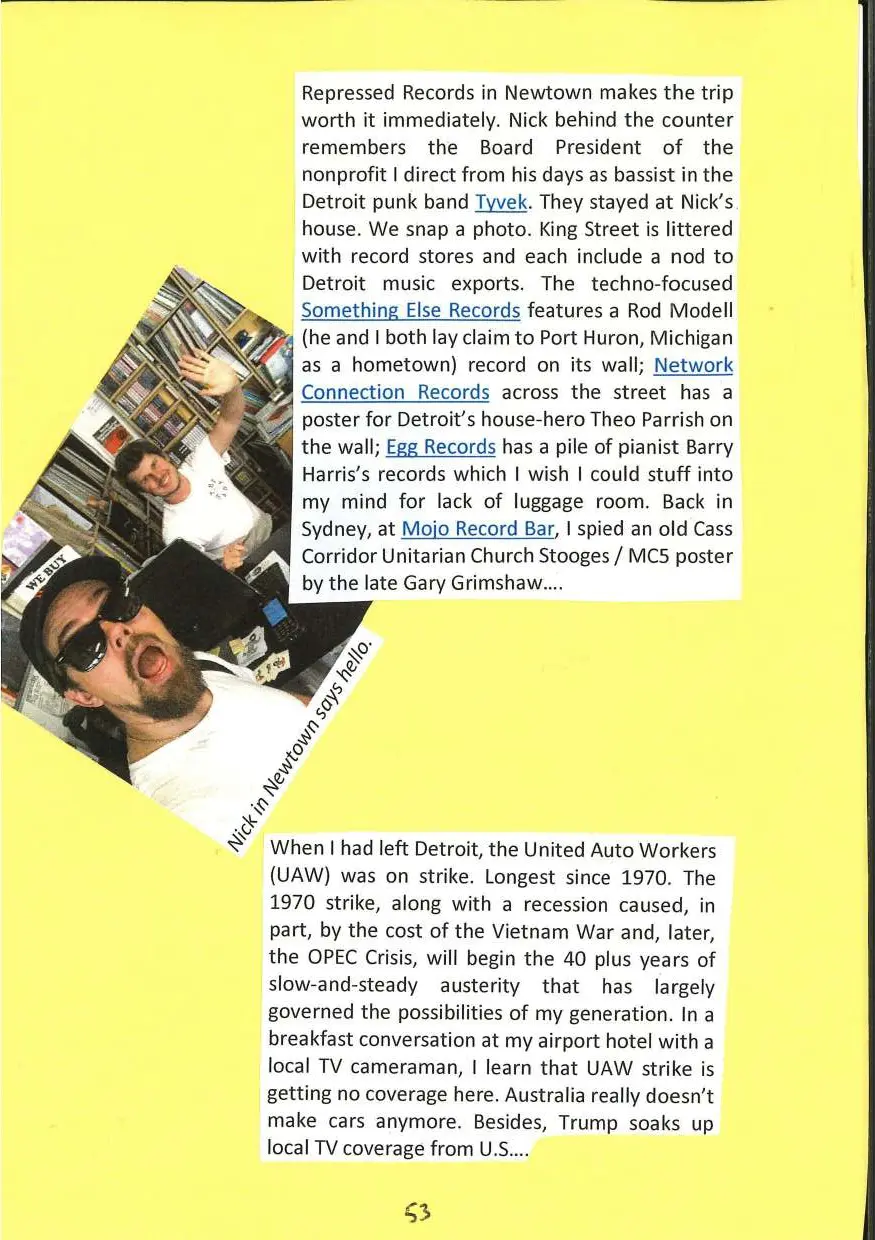 Repressed Records in Newtown makes the trip
worth it immediately. Nick behind the counter
remembers the Board President of the
nonprofit I direct from his days as bassist in the
Detroit punk band Tyvek. They stayed at Nick's
house. We snap a photo. King Street is littered
with record stores and each include a nod to
Detroit music exports. The techno-focused
Something Else Records features a Rod Modell
(he and I both lay claim to Port Huron, Michigan
as a hometown) record on its wall; Network
Connection Records across the street has a
poster for Detroit's house-hero Theo Parrish on
the wall; Egg Records has a pile of pianist Barry
Harris's records which I wish I could stuff into
my mind for lack of luggage room. Back in
Sydney, at Mojo Record Bar, I spied an old Cass
Corridor Unitarian Church Stooges / MC5 poster
by the late Gary Grimshaw....
WE BUY
Nick in Newtown says hello.
When I had left Detroit, the United Auto Workers
(UAW) was on strike. Longest since 1970. The
1970 strike, along with a recession caused, in
part, by the cost of the Vietnam War and, later,
the OPEC Crisis, will begin the 40 plus years of
slow-and-steady austerity that has largely
governed the possibilities of my generation. In a
breakfast conversation at my airport hotel with a
local TV cameraman, I learn that UAW strike is
getting no coverage here. Australia really doesn't
make cars anymore. Besides, Trump soaks up
local TV coverage from U.S....
53